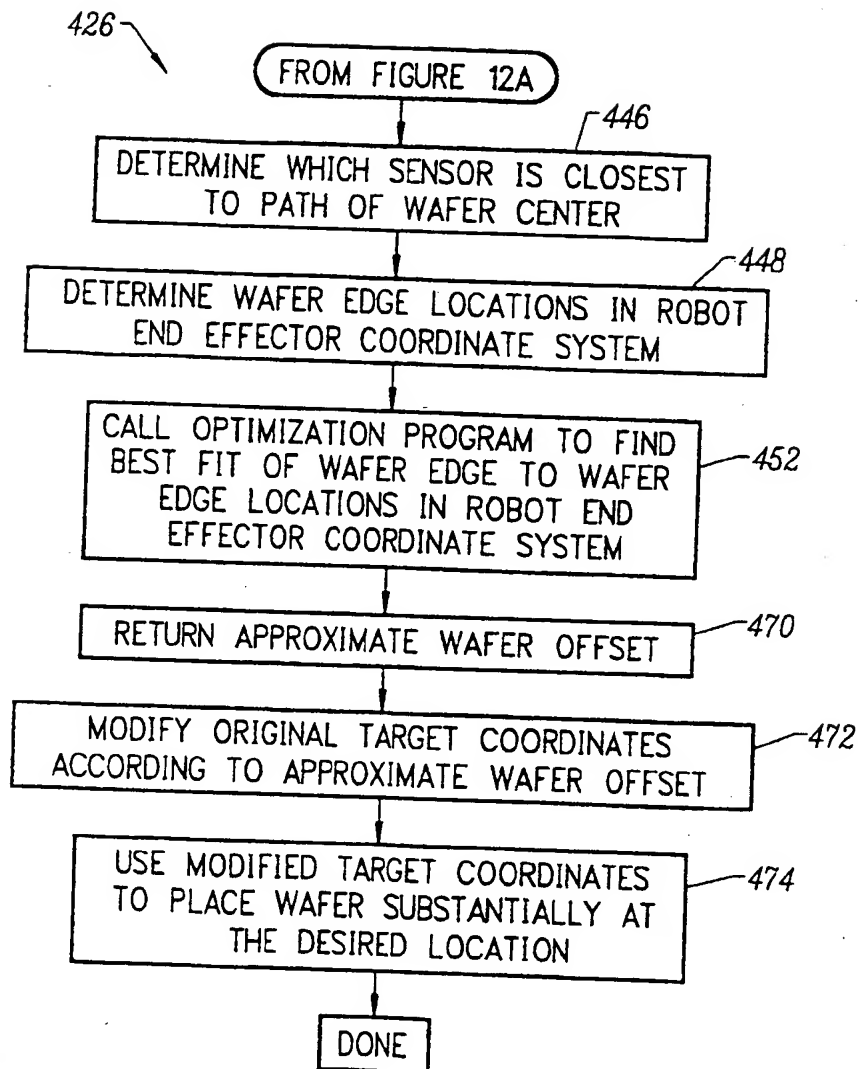 426
FROM FIGURE 12A
446
DETERMINE WHICH SENSOR IS CLOSEST
TO PATH OF WAFER CENTER
448
DETERMINE WAFER EDGE LOCATIONS IN ROBOT
END EFFECTOR COORDINATE SYSTEM
CALL OPTIMIZATION PROGRAM TO FIND
BEST FIT OF WAFER EDGE TO WAFER
EDGE LOCATIONS IN ROBOT END
EFFECTOR COORDINATE SYSTEM
452
RETURN APPROXIMATE WAFER OFFSET
470
MODIFY ORIGINAL TARGET COORDINATES
ACCORDING TO APPROXIMATE WAFER OFFSET
472
USE MODIFIED TARGET COORDINATES
TO PLACE WAFER SUBSTANTIALLY AT
THE DESIRED LOCATION
474
DONE